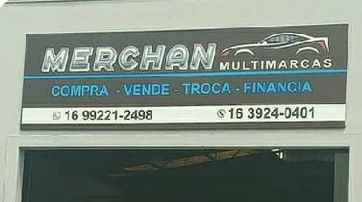 MERCHAN
MULTIMARCAS
COMPRA - VENDE - TROCA - FINANCIA
16 99221-2498 16 3924-0401